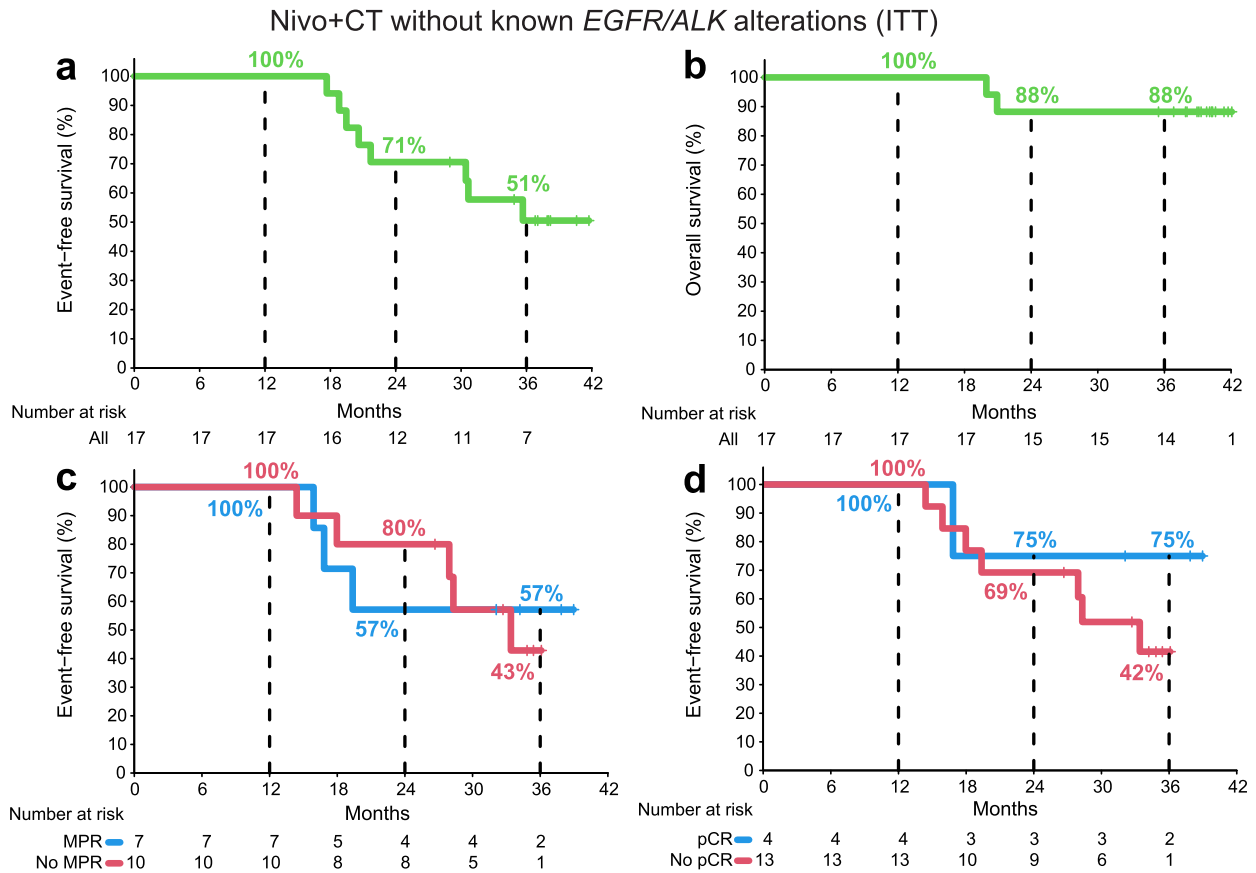 Nivo+CT without known EGFR/ALK alterations (ITT)
a
Event−free survival (%)
100
90
80
70
60
50
40
30
20
10
0
100%
71%
51%
0 6 12 18 24 30 36 42
Number at risk
Months
All 17 17 17 16 12 11 7
b
Overall survival (%)
100
90
80
70
60
50
40
30
20
10
0
100%
88%
88%
0 6 12 18 24 30 36 42
Number at risk
Months
All 17 17 17 17 15 15 14 1
c
Event−free survival (%)
100
90
80
70
60
50
40
30
20
10
0
100%
100%
80%
57%
57%
43%
0 6 12 18 24 30 36 42
Number at risk
Months
MPR 7 7 7 5 4 4 2
No MPR 10 10 10 8 8 5 1
d
Event−free survival (%)
100
90
80
70
60
50
40
30
20
10
0
100%
100%
75%
75%
69%
42%
0 6 12 18 24 30 36 42
Number at risk
Months
pCR 4 4 4 3 3 3 2
No pCR 13 13 13 10 9 6 1